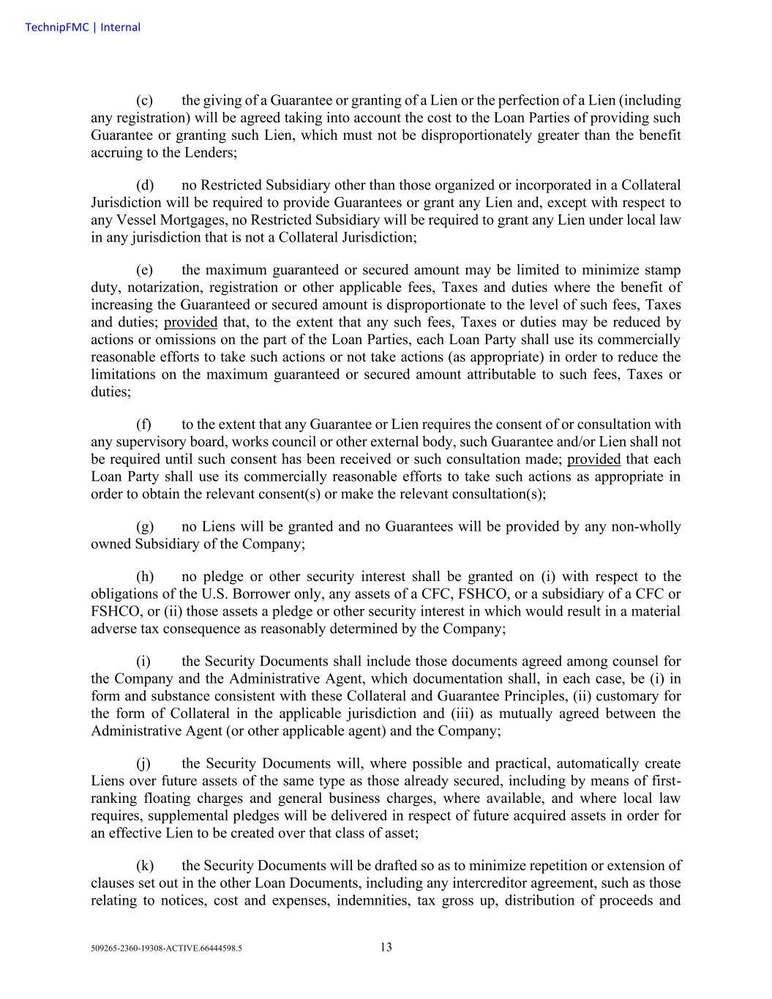 TechnipFMC | Internal
(c) the giving of a Guarantee or granting of a Lien or the perfection of a Lien (including
any registration) will be agreed taking into account the cost to the Loan Parties of providing such
Guarantee or granting such Lien, which must not be disproportionately greater than the benefit
accruing to the Lenders;
(d) no Restricted Subsidiary other than those organized or incorporated in a Collateral
Jurisdiction will be required to provide Guarantees or grant any Lien and, except with respect to
any Vessel Mortgages, no Restricted Subsidiary will be required to grant any Lien under local law
in any jurisdiction that is not a Collateral Jurisdiction;
(e) the maximum guaranteed or secured amount may be limited to minimize stamp
duty, notarization, registration or other applicable fees, Taxes and duties where the benefit of
increasing the Guaranteed or secured amount is disproportionate to the level of such fees, Taxes
and duties; provided that, to the extent that any such fees, Taxes or duties may be reduced by
actions or omissions on the part of the Loan Parties, each Loan Party shall use its commercially
reasonable efforts to take such actions or not take actions (as appropriate) in order to reduce the
limitations on the maximum guaranteed or secured amount attributable to such fees, Taxes or
duties;
(f) to the extent that any Guarantee or Lien requires the consent of or consultation with
any supervisory board, works council or other external body, such Guarantee and/or Lien shall not
be required until such consent has been received or such consultation made; provided that each
Loan Party shall use its commercially reasonable efforts to take such actions as appropriate in
order to obtain the relevant consent(s) or make the relevant consultation(s);
(g) no Liens will be granted and no Guarantees will be provided by any non-wholly
owned Subsidiary of the Company;
(h) no pledge or other security interest shall be granted on (i) with respect to the
obligations of the U.S. Borrower only, any assets of a CFC, FSHCO, or a subsidiary of a CFC or
FSHCO, or (ii) those assets a pledge or other security interest in which would result in a material
adverse tax consequence as reasonably determined by the Company;
(i) the Security Documents shall include those documents agreed among counsel for
the Company and the Administrative Agent, which documentation shall, in each case, be (i) in
form and substance consistent with these Collateral and Guarantee Principles, (ii) customary for
the form of Collateral in the applicable jurisdiction and (iii) as mutually agreed between the
Administrative Agent (or other applicable agent) and the Company;
(j) the Security Documents will, where possible and practical, automatically create
Liens over future assets of the same type as those already secured, including by means of first-
ranking floating charges and general business charges, where available, and where local law
requires, supplemental pledges will be delivered in respect of future acquired assets in order for
an effective Lien to be created over that class of asset;
(k) the Security Documents will be drafted so as to minimize repetition or extension of
clauses set out in the other Loan Documents, including any intercreditor agreement, such as those
relating to notices, cost and expenses, indemnities, tax gross up, distribution of proceeds and
509265-2360-19308-ACTIVE.66444598.5
13